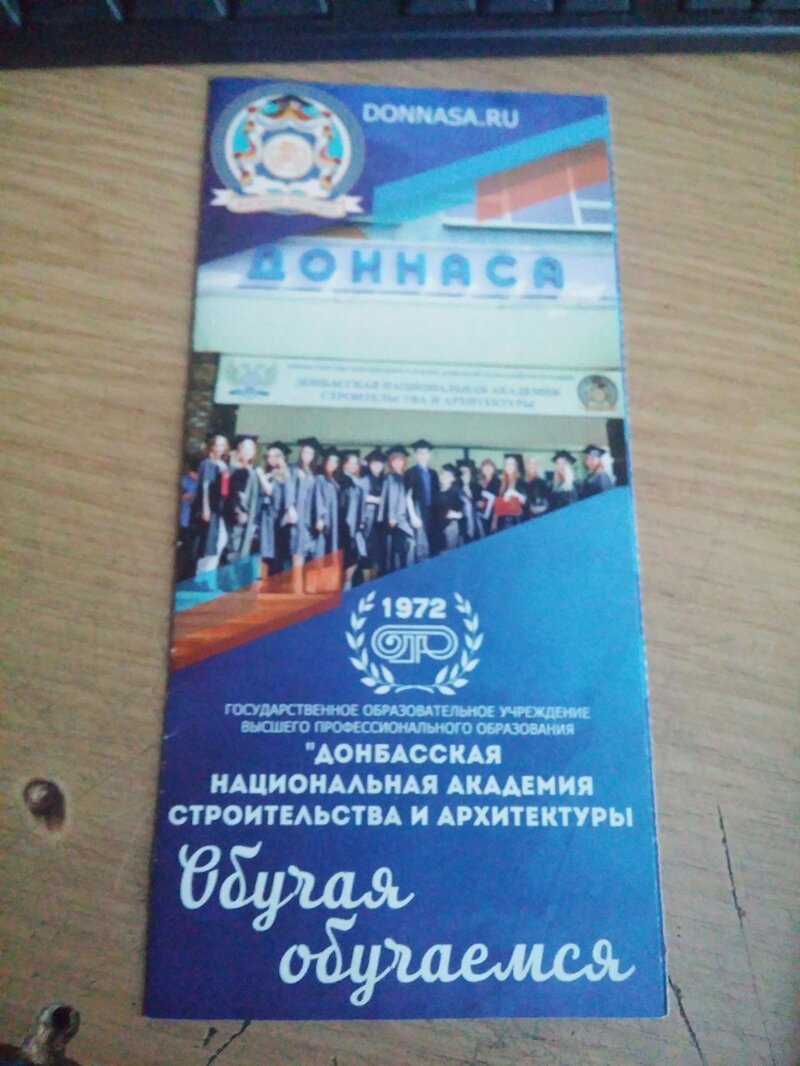 DONNASA.RU
ДОННАСА
ДОНБАССКАЯ НАЦИОНАЛЬНАЯ АКАДЕМИЯ
СТРОИТЕЛЬСТВА И АРХИТЕКТУРЫ
1972
ГОСУДАРСТВЕННОЕ ОБРАЗОВАТЕЛЬНОЕ УЧРЕЖДЕНИЕ
ВЫСШЕГО ПРОФЕССИОНАЛЬНОГО ОБРАЗОВАНИЯ
"ДОНБАССКАЯ
НАЦИОНАЛЬНАЯ АКАДЕМИЯ
СТРОИТЕЛЬСТВА И АРХИТЕКТУРЫ
Обучая
обучаемся